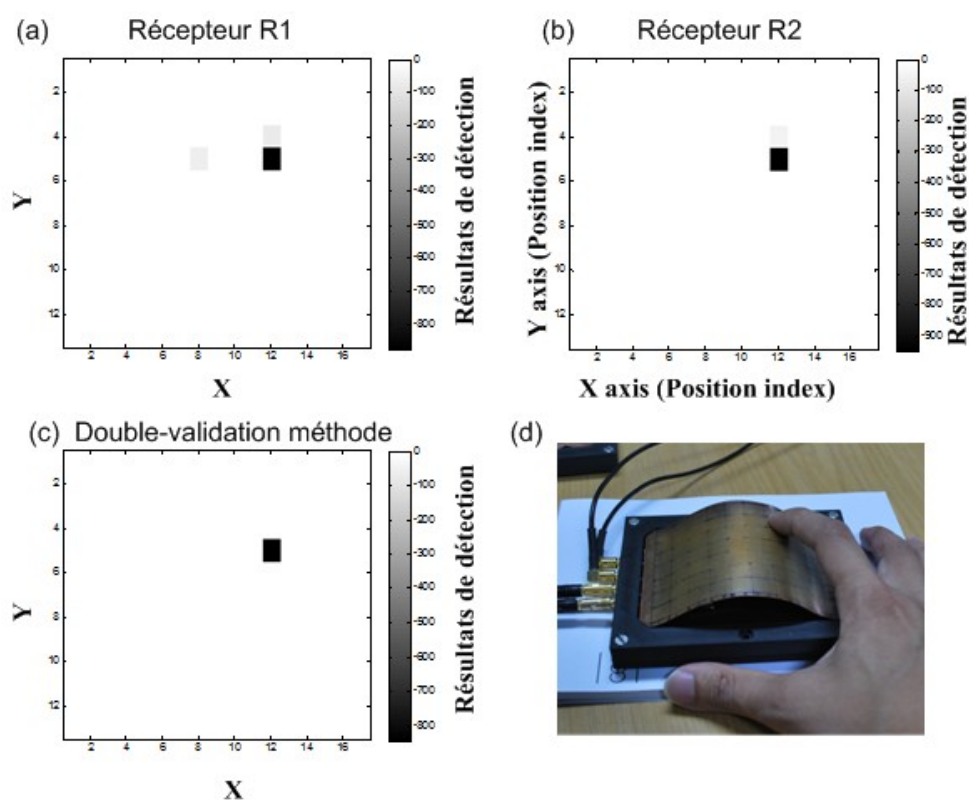 (a) Récepteur R1
0
-100
-200
-300
-400
-500
-600
-700
-800
2
4
6
8
10
12
2 4 6 8 10 12 14 16
Y
X
Résultats de détection
(b) Récepteur R2
0
-100
-200
-300
-400
-500
-600
-700
-800
-900
2
4
6
8
10
12
2 4 6 8 10 12 14 16
Y axis (Position index)
X axis (Position index)
Résultats de détection
(c) Double-validation méthode
0
-100
-200
-300
-400
-500
-600
-700
-800
2
4
6
8
10
12
2 4 6 8 10 12 14 16
Y
X
Résultats de détection
(d)